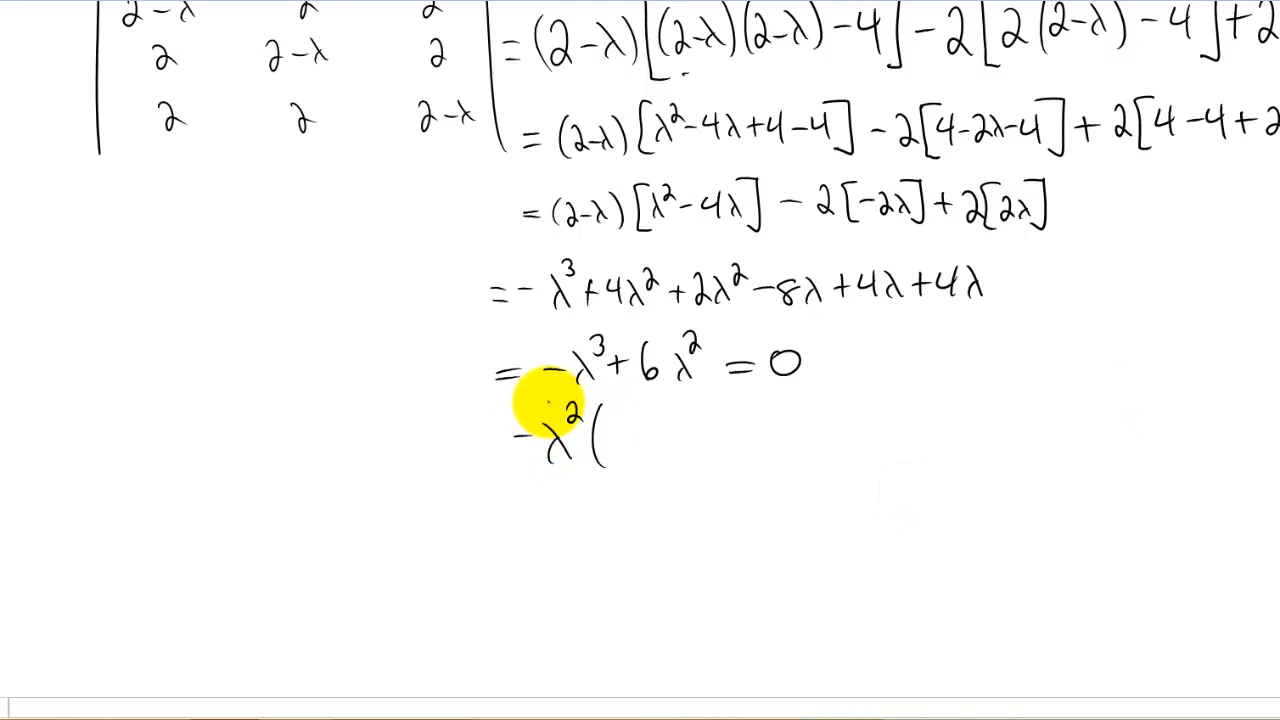 2-λ 2 2
2 2-λ 2
2 2 2-λ
= (2-λ)[(2-λ)(2-λ) - 4] - 2[2(2-λ) - 4] + 2
= (2-λ)[λ² - 4λ + 4 - 4] - 2[4 - 2λ - 4] + 2[4 - 4 + 2
= (2-λ)[λ² - 4λ] - 2[-2λ] + 2[2λ]
= - λ³ + 4λ² + 2λ² - 8λ + 4λ + 4λ
= -λ³ + 6λ² = 0
-λ²(